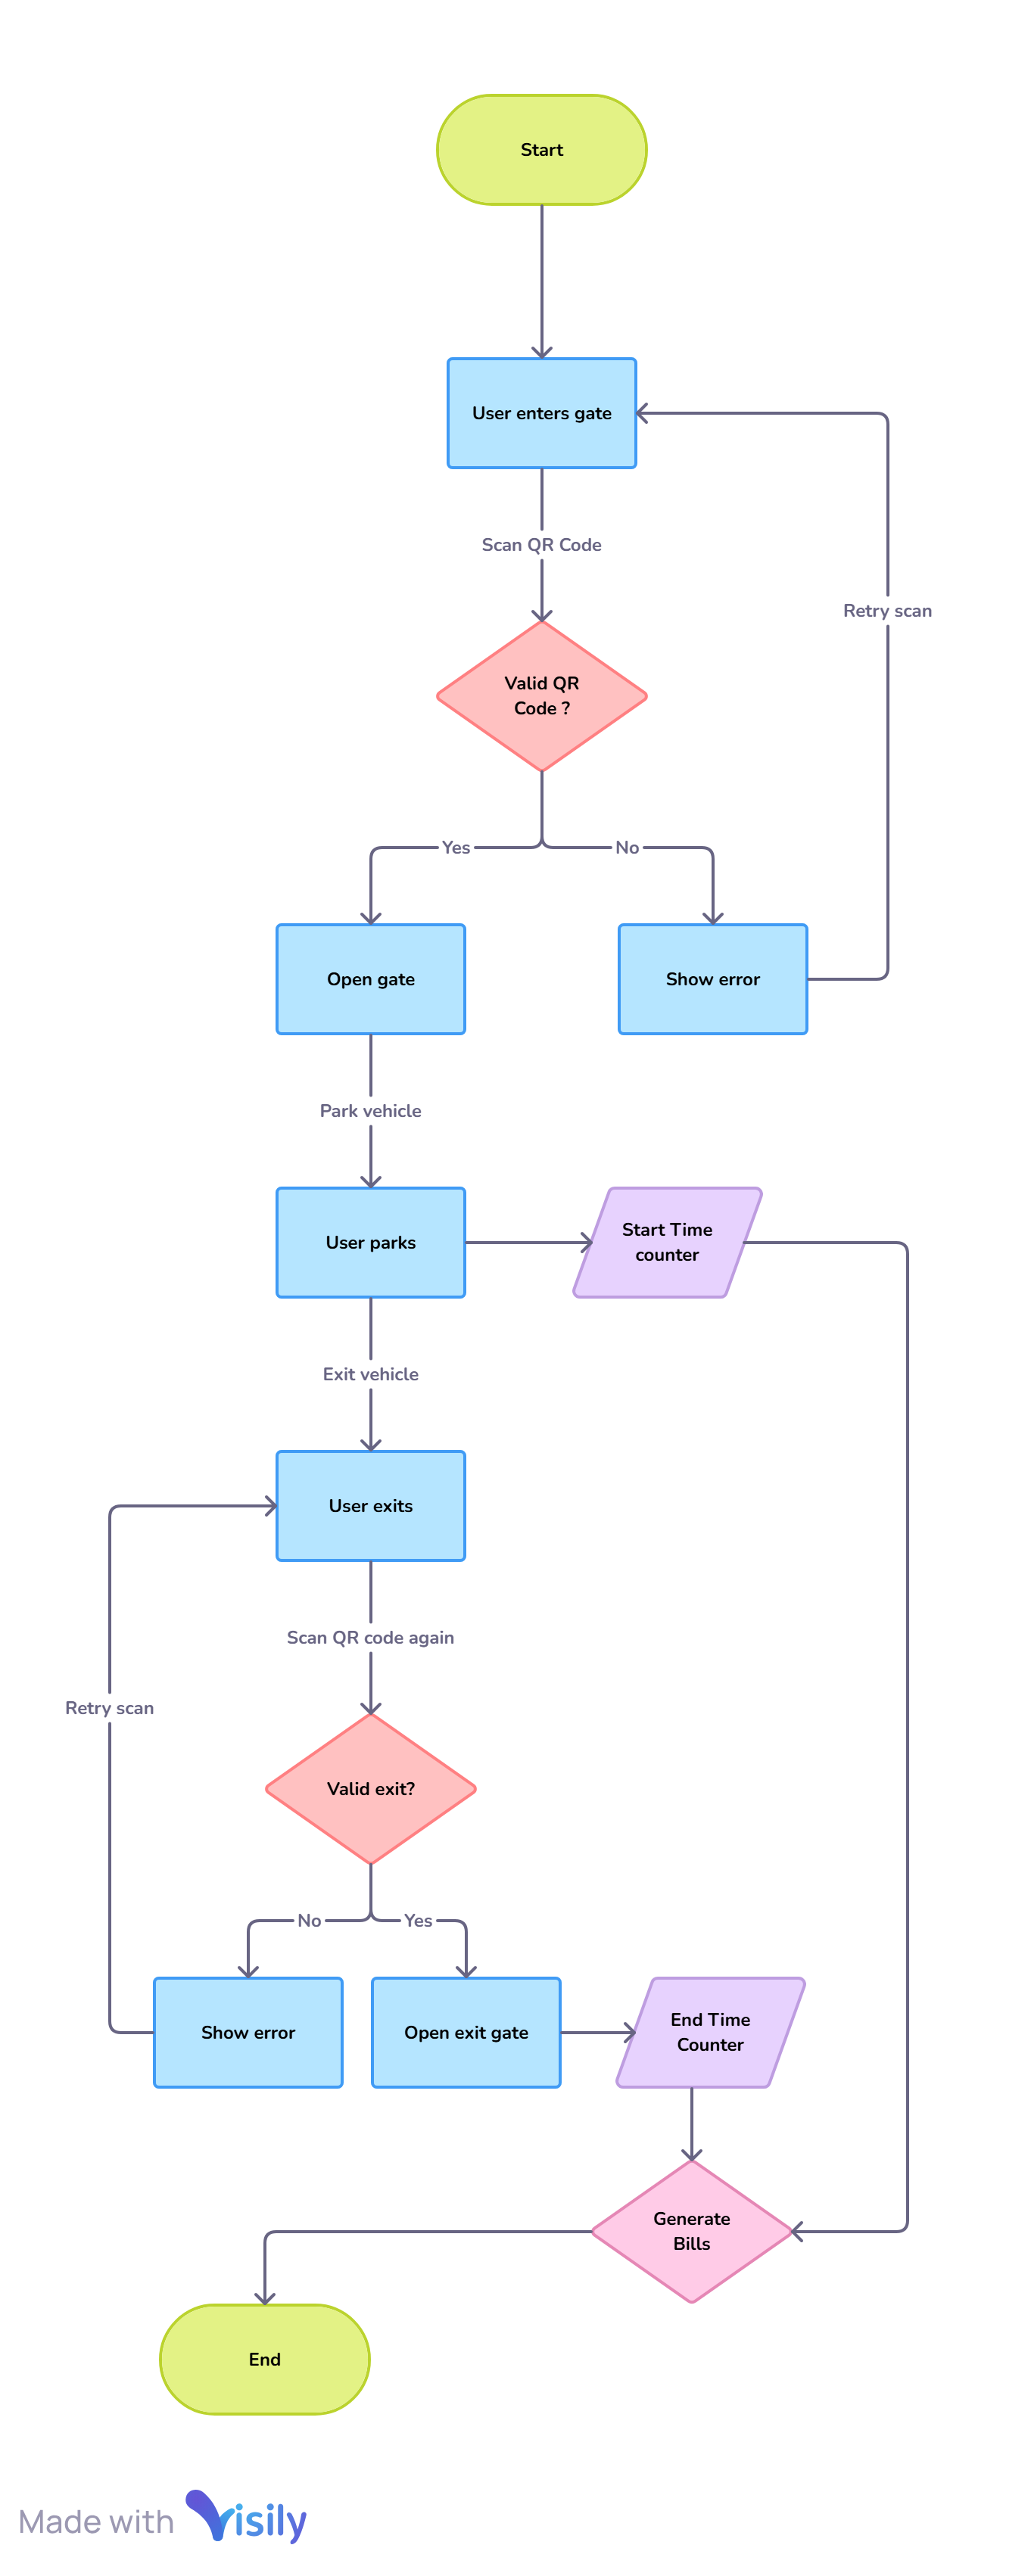 Start
User enters gate
Scan QR Code
Retry scan
Valid QR
Code ?
Yes
No
Open gate
Show error
Park vehicle
User parks
Start Time
counter
Exit vehicle
User exits
Scan QR code again
Retry scan
Valid exit?
No
Yes
Show error
Open exit gate
End Time
Counter
Generate
Bills
End
Made with Visily